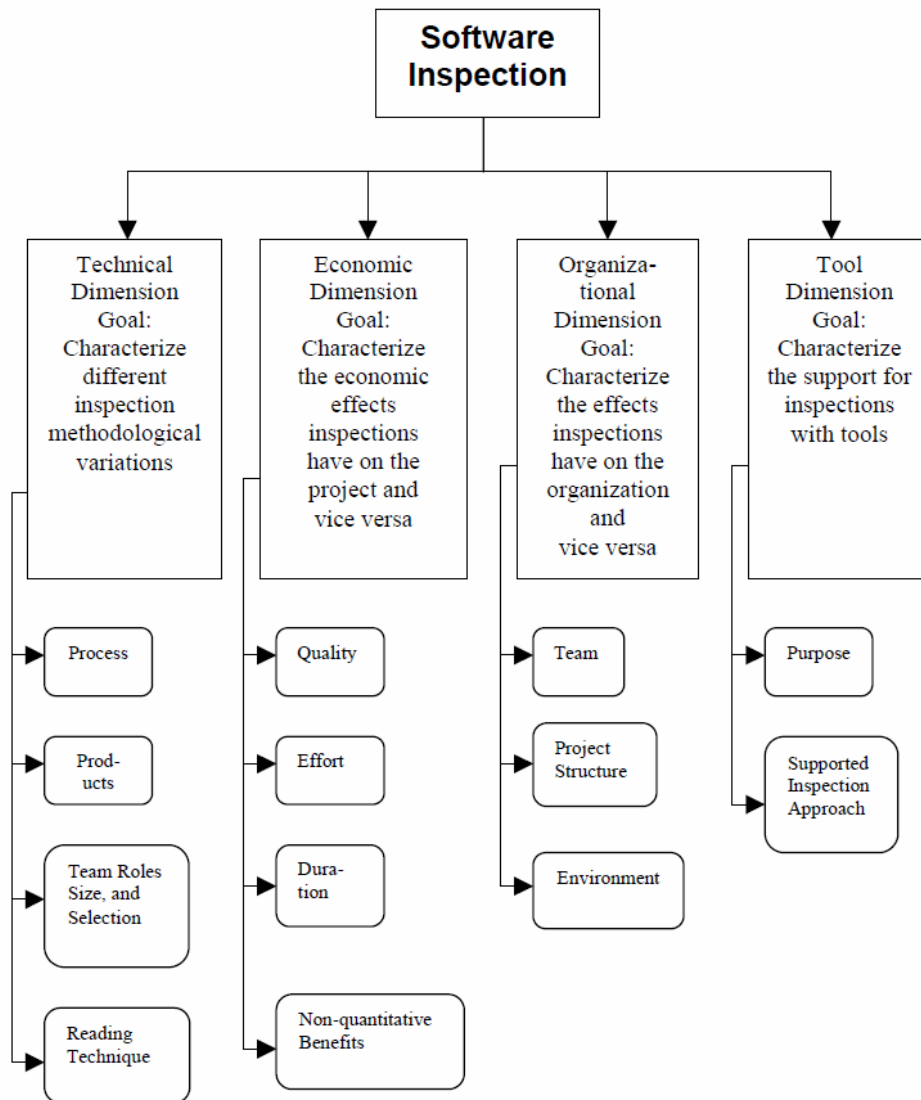 Software
Inspection
Technical
Dimension
Goal:
Characterize
different
inspection
methodological
variations
Economic
Dimension
Goal:
Characterize
the economic
effects
inspections
have on the
project and
vice versa
Organiza-
tional
Dimension
Goal:
Characterize
the effects
inspections
have on the
organization
and
vice versa
Tool
Dimension
Goal:
Characterize
the support for
inspections
with tools
Process
Prod-
ucts
Team Roles
Size, and
Selection
Reading
Technique
Quality
Effort
Dura-
tion
Non-quantitative
Benefits
Team
Project
Structure
Environment
Purpose
Supported
Inspection
Approach